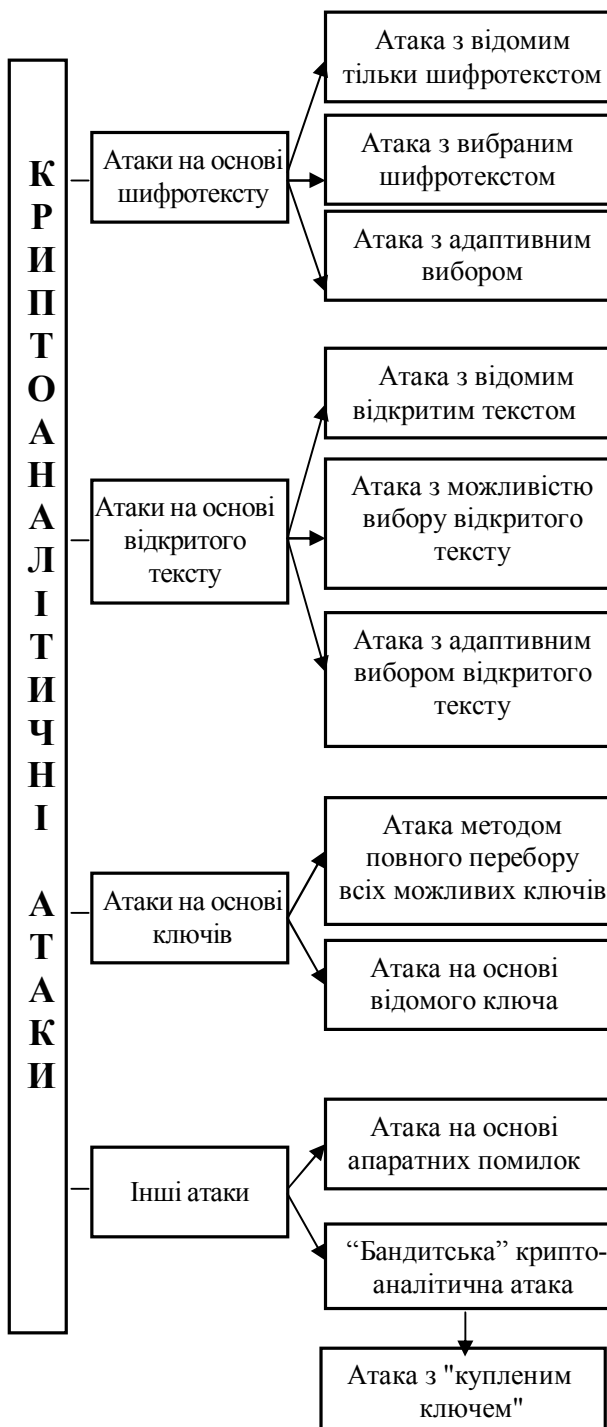 КРИПТОАНАЛІТИЧНІ АТАКИ
Атаки на основі
шифротексту
Атака з відомим
тільки шифротекстом
Атака з вибраним
шифротекстом
Атака з адаптивним
вибором
Атаки на основі
відкритого
тексту
Атака з відомим
відкритим текстом
Атака з можливістю
вибору відкритого
тексту
Атака з адаптивним
вибором відкритого
тексту
Атаки на основі
ключів
Атака методом
повного перебору
всіх можливих ключів
Атака на основі
відомого ключа
Інші атаки
Атака на основі
апаратних помилок
“Бандитська” крипто-
аналітична атака
Атака з "купленим
ключем"